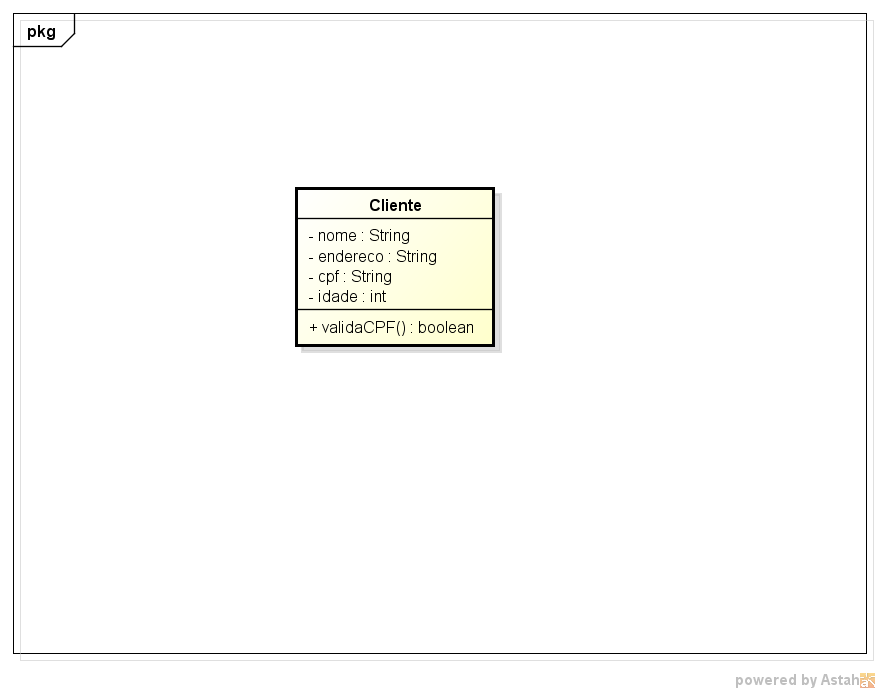 pkg
Cliente
- nome : String
- endereco : String
- cpf : String
- idade : int
+ validaCPF() : boolean
powered by Astah